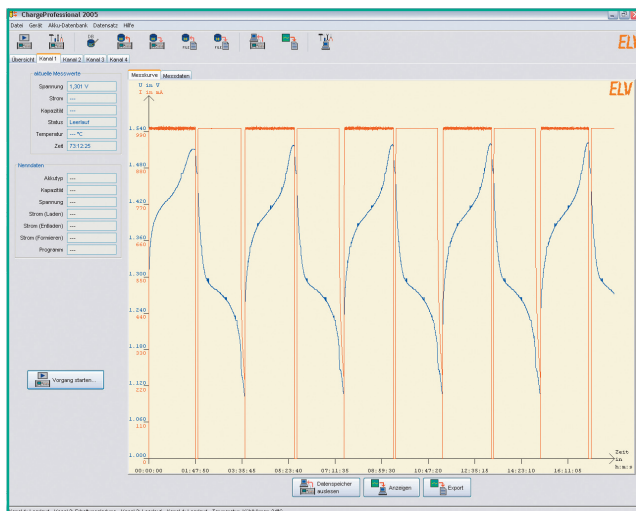 ChargeProfessional 2005
Datei Gerät Akku-Datenbank Datensatz Hilfe
DB
FILE FILE
ELV
Übersicht Kanal 1 Kanal 2 Kanal 3 Kanal 4
aktuelle Messwerte
Spannung 1,301 V
Strom ---
Kapazität ---
Status Leerlauf
Temperatur --- °C
Zeit 73:12:25
Nenndaten
Akkutyp ---
Kapazität ---
Spannung ---
Strom (Laden) ---
Strom (Entladen) ---
Strom (Formieren) ---
Programm ---
Vorgang starten...
Messkurve Messdaten
U in V
I in mA
ELV
1.540
990
1.480
880
1.420
770
1.360
660
1.300
550
1.240
440
1.180
330
1.120
220
1.060
110
1.000
0
00:00:00 01:47:50 03:35:45 05:23:40 07:11:35 08:59:30 10:47:20 12:35:15 14:23:10 16:11:05
Zeit
in
h:m:s
Datenspeicher auslesen
Anzeigen
Export